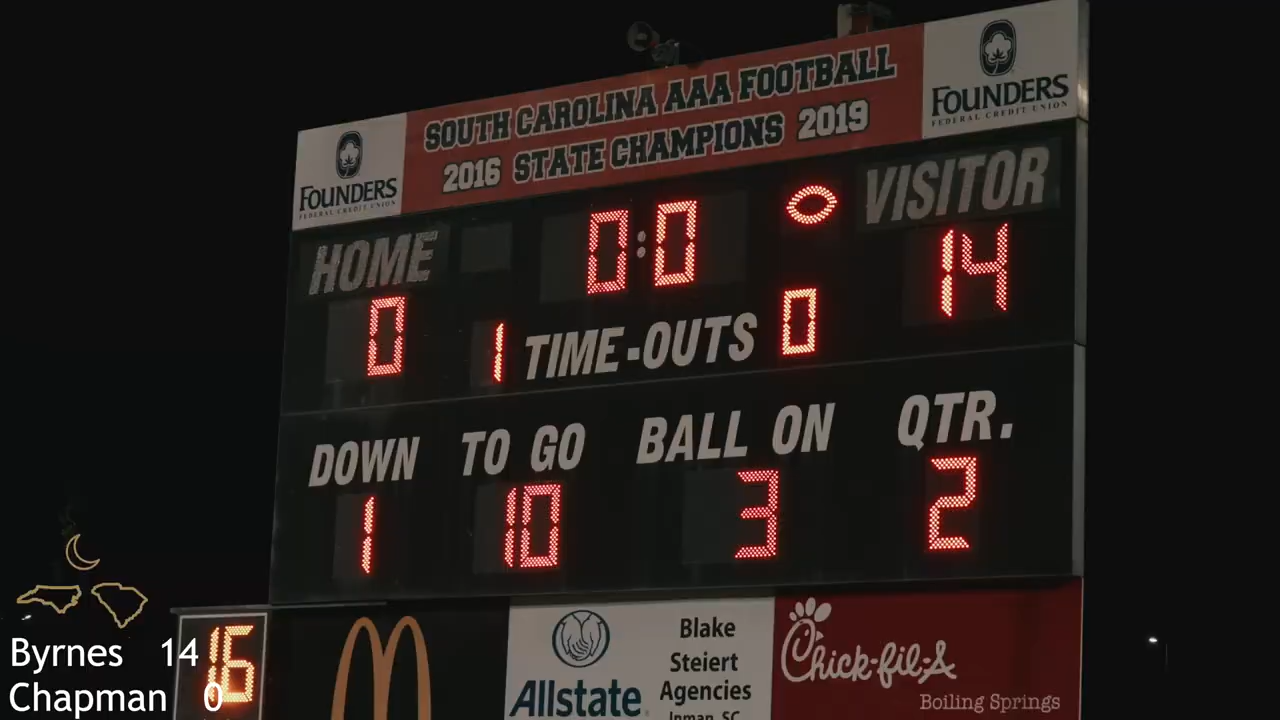 SOUTH CAROLINA AAA FOOTBALL
2016 STATE CHAMPIONS 2019
FOUNDERS
FEDERAL CREDIT UNION
FOUNDERS
FEDERAL CREDIT UNION
HOME
0:0
VISITOR
0
14
1 TIME-OUTS 0
DOWN TO GO BALL ON QTR.
1 10 3 2
16
Allstate
Blake
Steiert
Agencies
Inman, SC
Chick-fil-A
Boiling Springs
Byrnes 14
Chapman 0